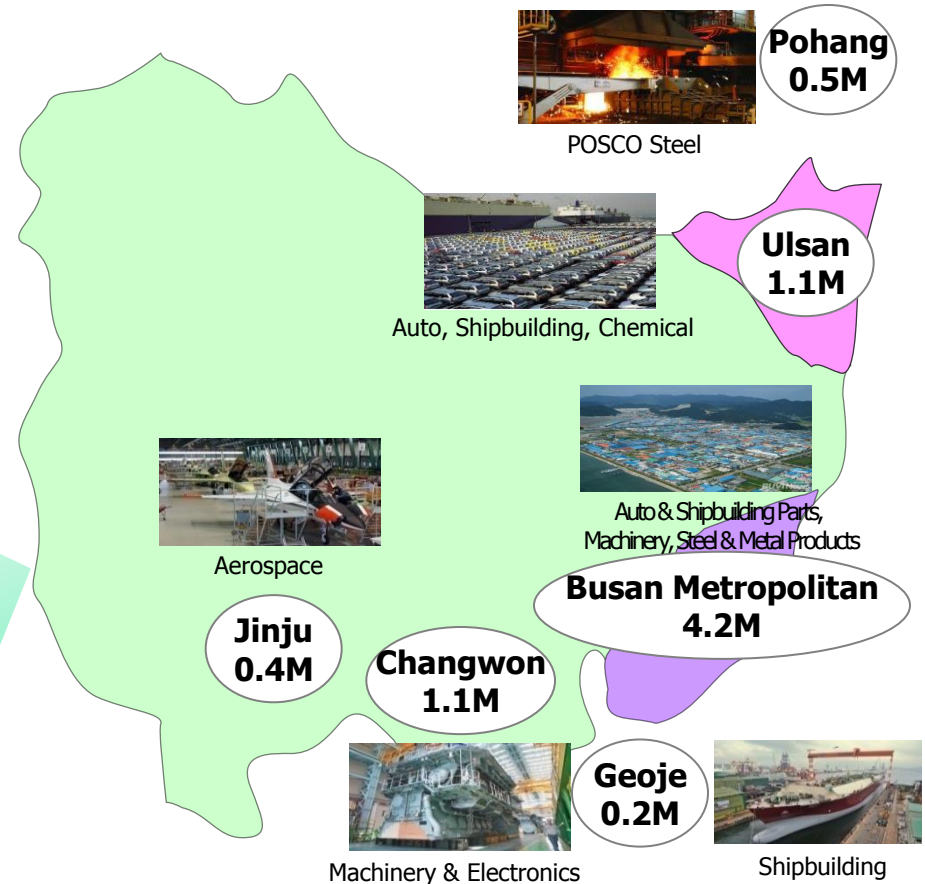 Pohang
0.5M
POSCO Steel
Ulsan
1.1M
Auto, Shipbuilding, Chemical
Auto & Shipbuilding Parts,
Machinery, Steel & Metal Products
Busan Metropolitan
4.2M
Aerospace
Jinju
0.4M
Changwon
1.1M
Geoje
0.2M
Machinery & Electronics
Shipbuilding